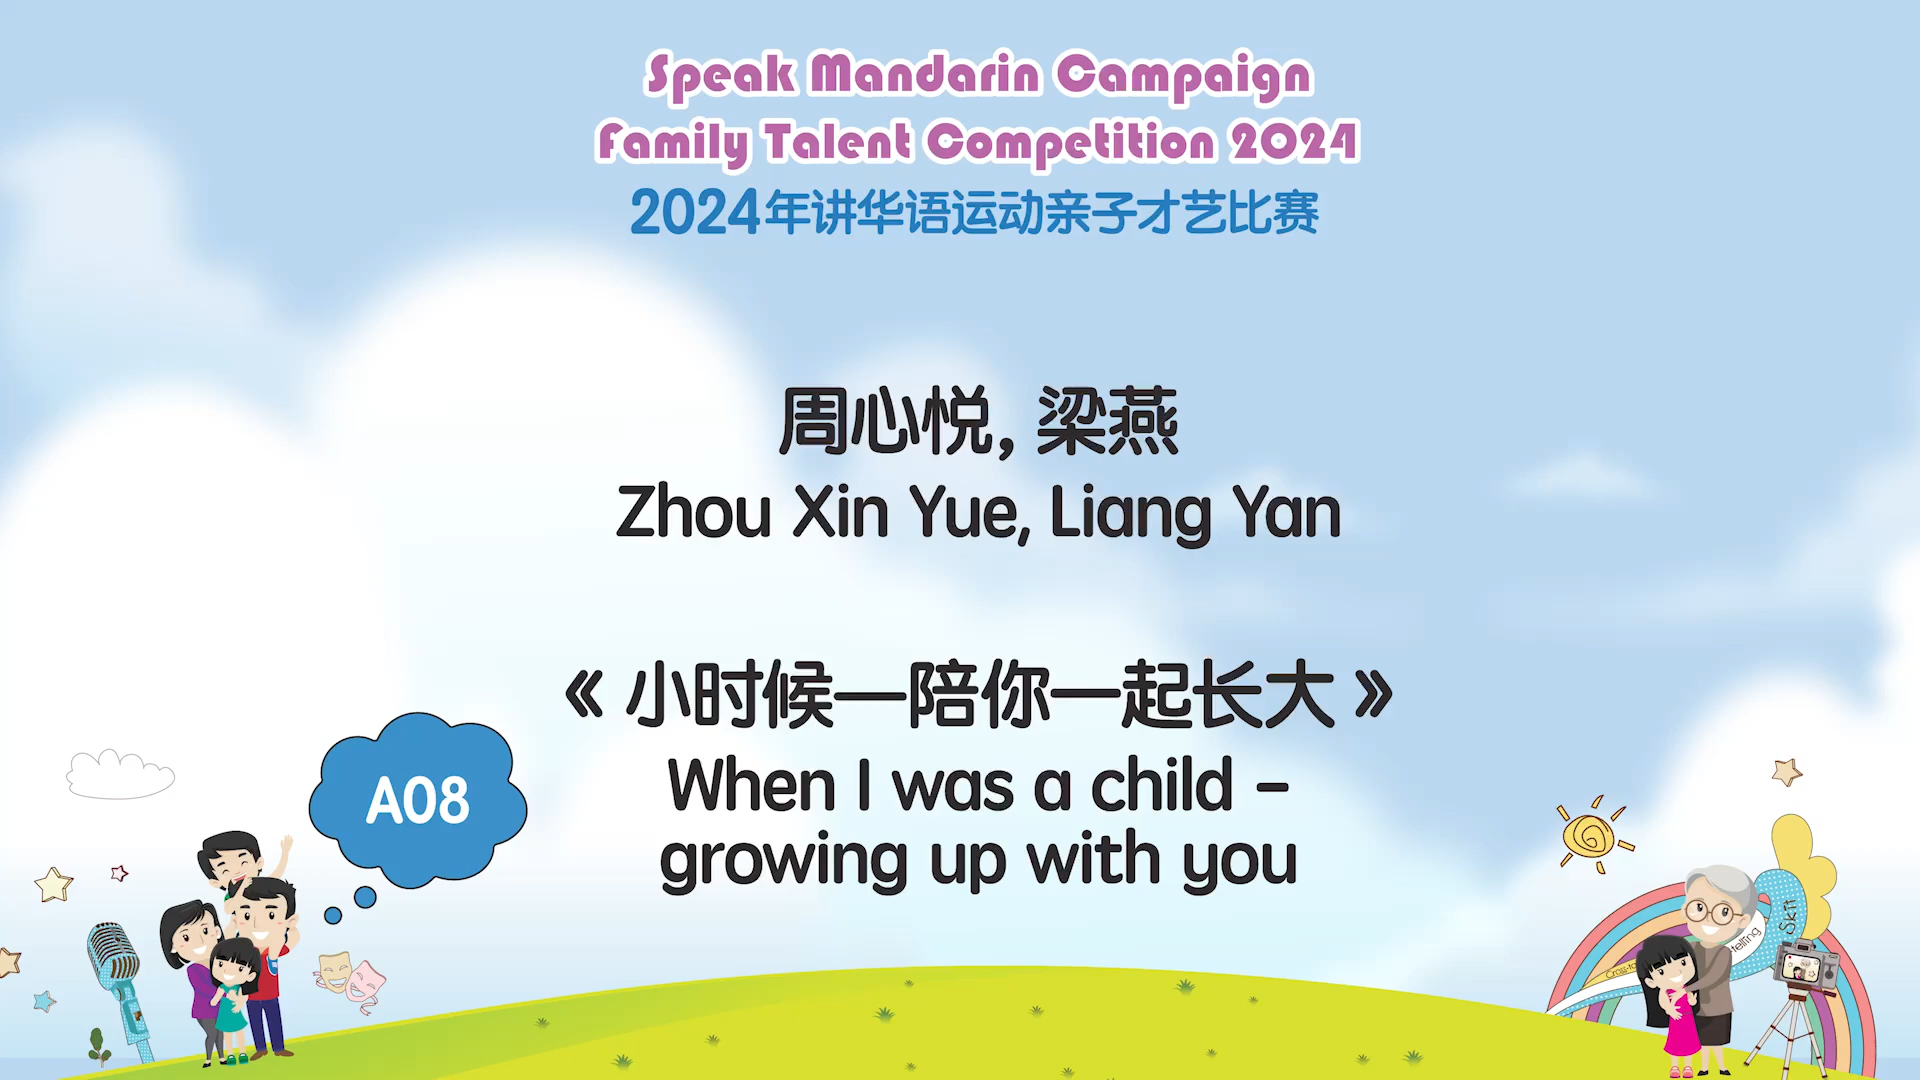 Speak Mandarin Campaign
Family Talent Competition 2024
2024年讲华语运动亲子才艺比赛
周心悦, 梁燕
Zhou Xin Yue, Liang Yan
《 小时候—陪你一起长大 》
When I was a child –
growing up with you
A08
Skit
telling